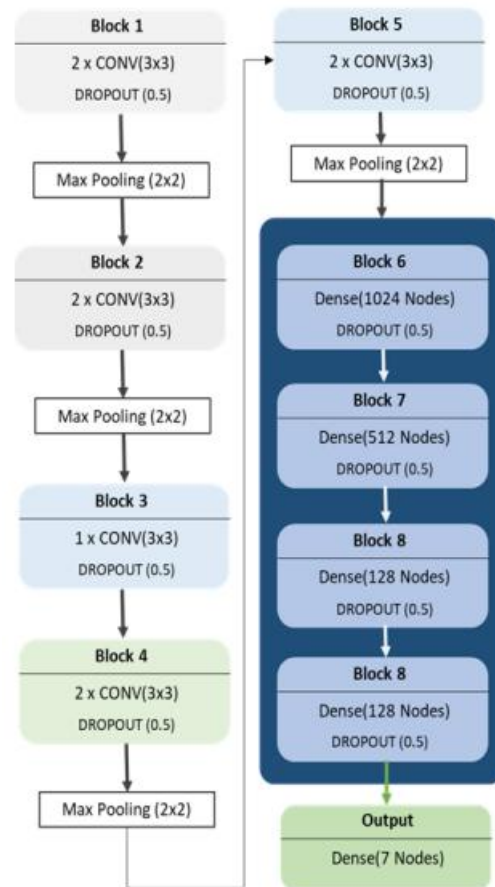 Block 1
2 x CONV(3x3)
DROPOUT (0.5)
Max Pooling (2x2)
Block 2
2 x CONV(3x3)
DROPOUT (0.5)
Max Pooling (2x2)
Block 3
1 x CONV(3x3)
DROPOUT (0.5)
Block 4
2 x CONV(3x3)
DROPOUT (0.5)
Max Pooling (2x2)
Block 5
2 x CONV(3x3)
DROPOUT (0.5)
Max Pooling (2x2)
Block 6
Dense(1024 Nodes)
DROPOUT (0.5)
Block 7
Dense(512 Nodes)
DROPOUT (0.5)
Block 8
Dense(128 Nodes)
DROPOUT (0.5)
Block 8
Dense(128 Nodes)
DROPOUT (0.5)
Output
Dense(7 Nodes)